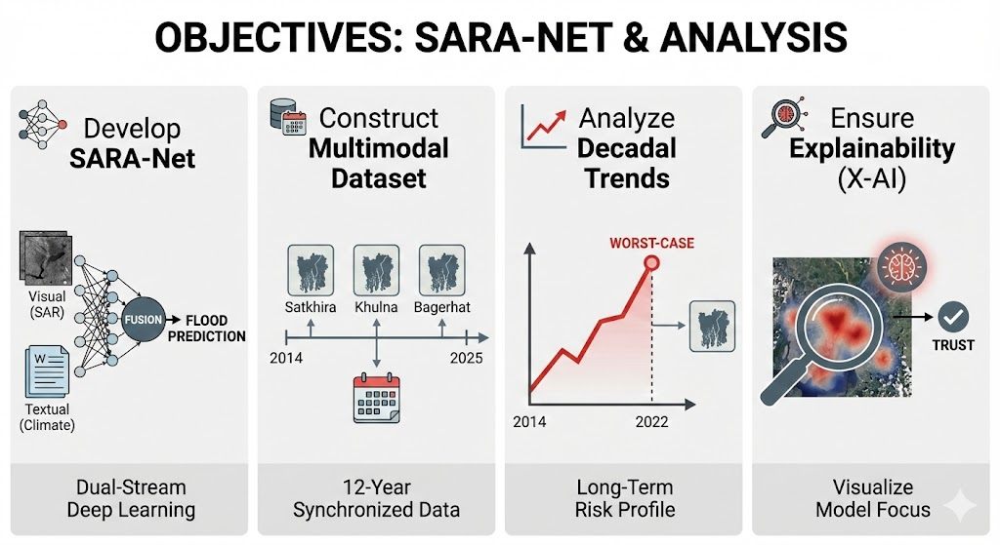 OBJECTIVES: SARA-NET & ANALYSIS
Develop
SARA-Net
Visual
(SAR)
FUSION
FLOOD
PREDICTION
W
Textual
(Climate)
Dual-Stream
Deep Learning
Construct
Multimodal
Dataset
Satkhira
Khulna
Bagerhat
2014
2025
12-Year
Synchronized Data
Analyze
Decadal
Trends
WORST-CASE
2014
2022
Long-Term
Risk Profile
Ensure
Explainability
(X-AI)
TRUST
Visualize
Model Focus